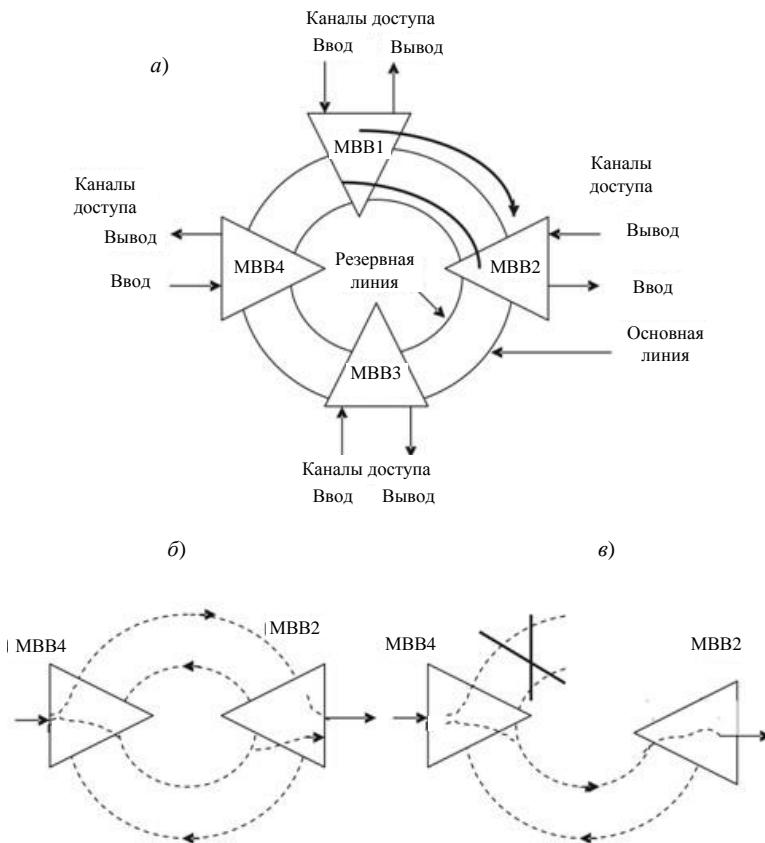 Каналы доступа
Ввод
Вывод
а)
МВВ1
Каналы
доступа
Вывод
Ввод
МВВ4
Резервная
линия
МВВ2
Каналы
доступа
Вывод
Ввод
Основная
линия
МВВ3
Каналы доступа
Ввод
Вывод
б)
в)
МВВ4
МВВ2
МВВ4
МВВ2